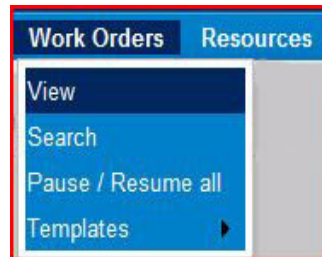 Work Orders Resources
View
Search
Pause / Resume all
Templates